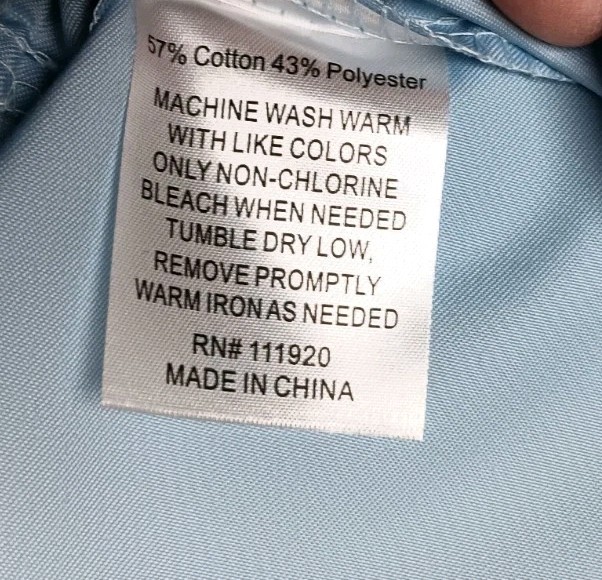 57% Cotton 43% Polyester
MACHINE WASH WARM
WITH LIKE COLORS
ONLY NON-CHLORINE
BLEACH WHEN NEEDED
TUMBLE DRY LOW,
REMOVE PROMPTLY
WARM IRON AS NEEDED
RN# 111920
MADE IN CHINA